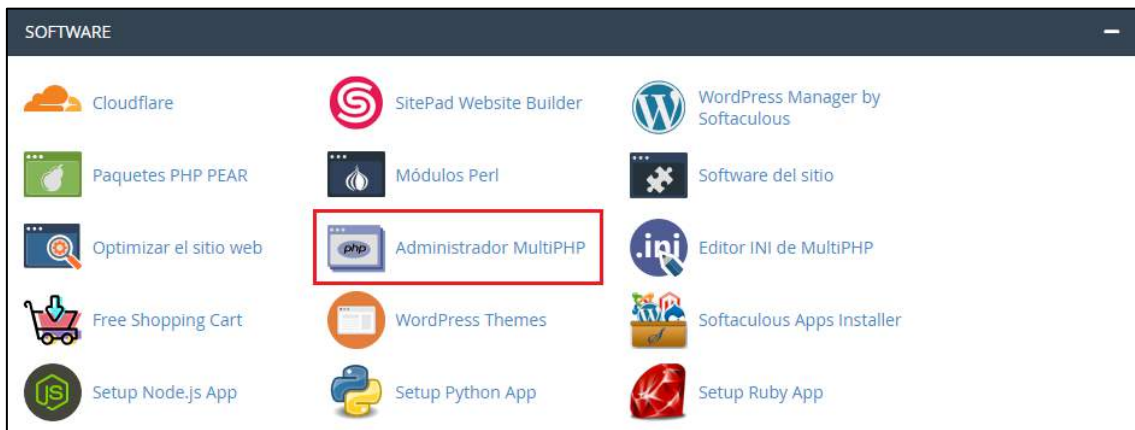 SOFTWARE
Cloudflare
SitePad Website Builder
WordPress Manager by
Softaculous
Paquetes PHP PEAR
Módulos Perl
Software del sitio
Optimizar el sitio web
php
Administrador MultiPHP
.ini
Editor INI de MultiPHP
Free Shopping Cart
WordPress Themes
Softaculous Apps Installer
JS
Setup Node.js App
Setup Python App
Setup Ruby App